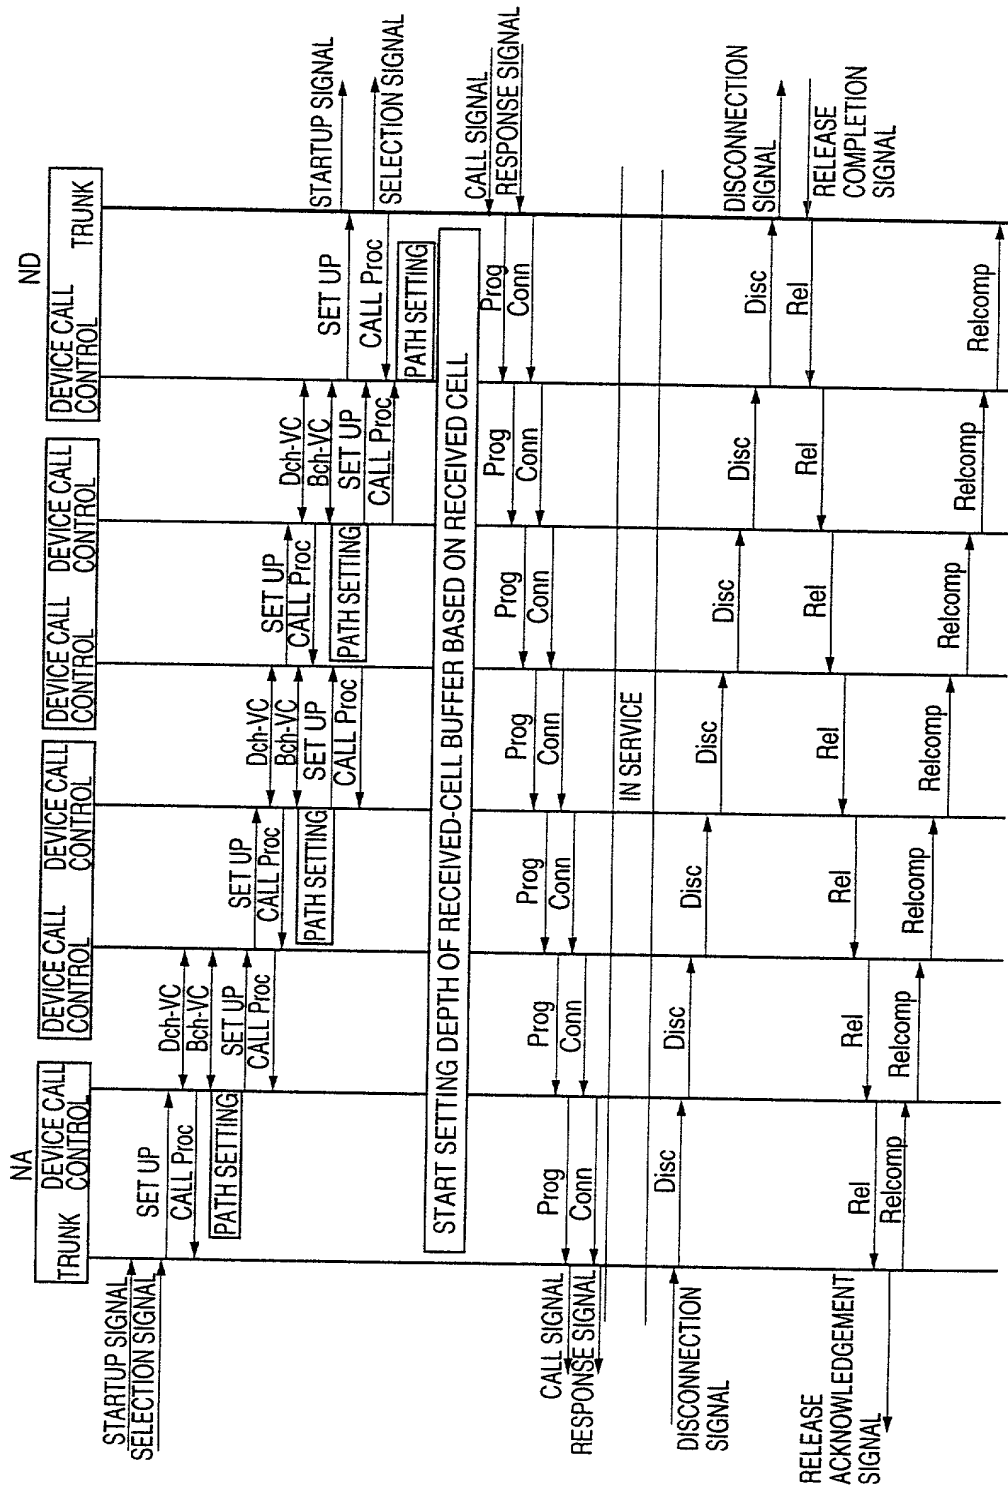 NA
ND
TRUNK
DEVICE CALL
CONTROL
DEVICE CALL
CONTROL
DEVICE CALL
CONTROL
DEVICE CALL
CONTROL
DEVICE CALL
CONTROL
DEVICE CALL
CONTROL
TRUNK
STARTUP SIGNAL
SELECTION SIGNAL
SET UP
CALL Proc
PATH SETTING
Dch-VC
Bch-VC
SET UP
CALL Proc
SET UP
CALL Proc
PATH SETTING
Dch-VC
Bch-VC
SET UP
CALL Proc
SET UP
CALL Proc
PATH SETTING
Dch-VC
Bch-VC
SET UP
CALL Proc
SET UP
CALL Proc
PATH SETTING
STARTUP SIGNAL
SELECTION SIGNAL
START SETTING DEPTH OF RECEIVED-CELL BUFFER BASED ON RECEIVED CELL
CALL SIGNAL
RESPONSE SIGNAL
Prog
Conn
Prog
Conn
Prog
Conn
Prog
Conn
Prog
Conn
Prog
Conn
Prog
Conn
CALL SIGNAL
RESPONSE SIGNAL
IN SERVICE
DISCONNECTION
SIGNAL
Disc
Disc
Disc
Disc
Disc
Disc
Disc
DISCONNECTION
SIGNAL
RELEASE
COMPLETION
SIGNAL
Rel
Rel
Rel
Rel
Rel
Rel
Rel
RELEASE
ACKNOWLEDGEMENT
SIGNAL
Relcomp
Relcomp
Relcomp
Relcomp
Relcomp
Relcomp
Relcomp